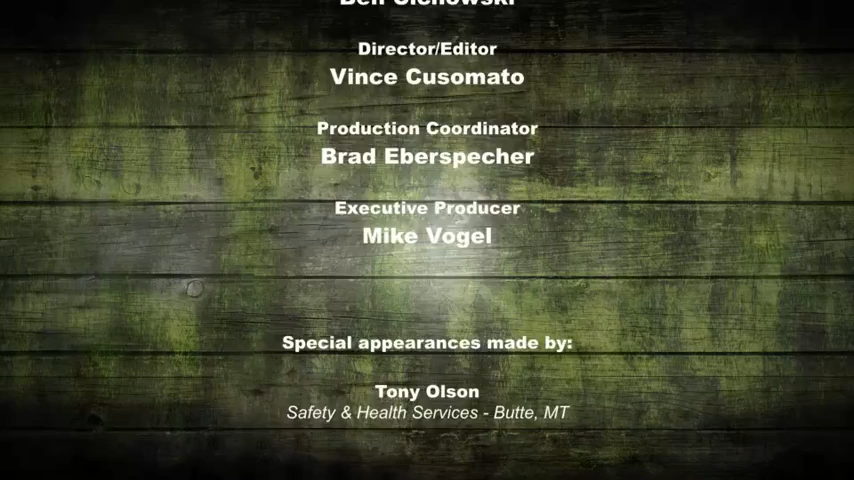 Director/Editor
Vince Cusomato
Production Coordinator
Brad Eberspecher
Executive Producer
Mike Vogel
Special appearances made by:
Tony Olson
Safety & Health Services - Butte, MT